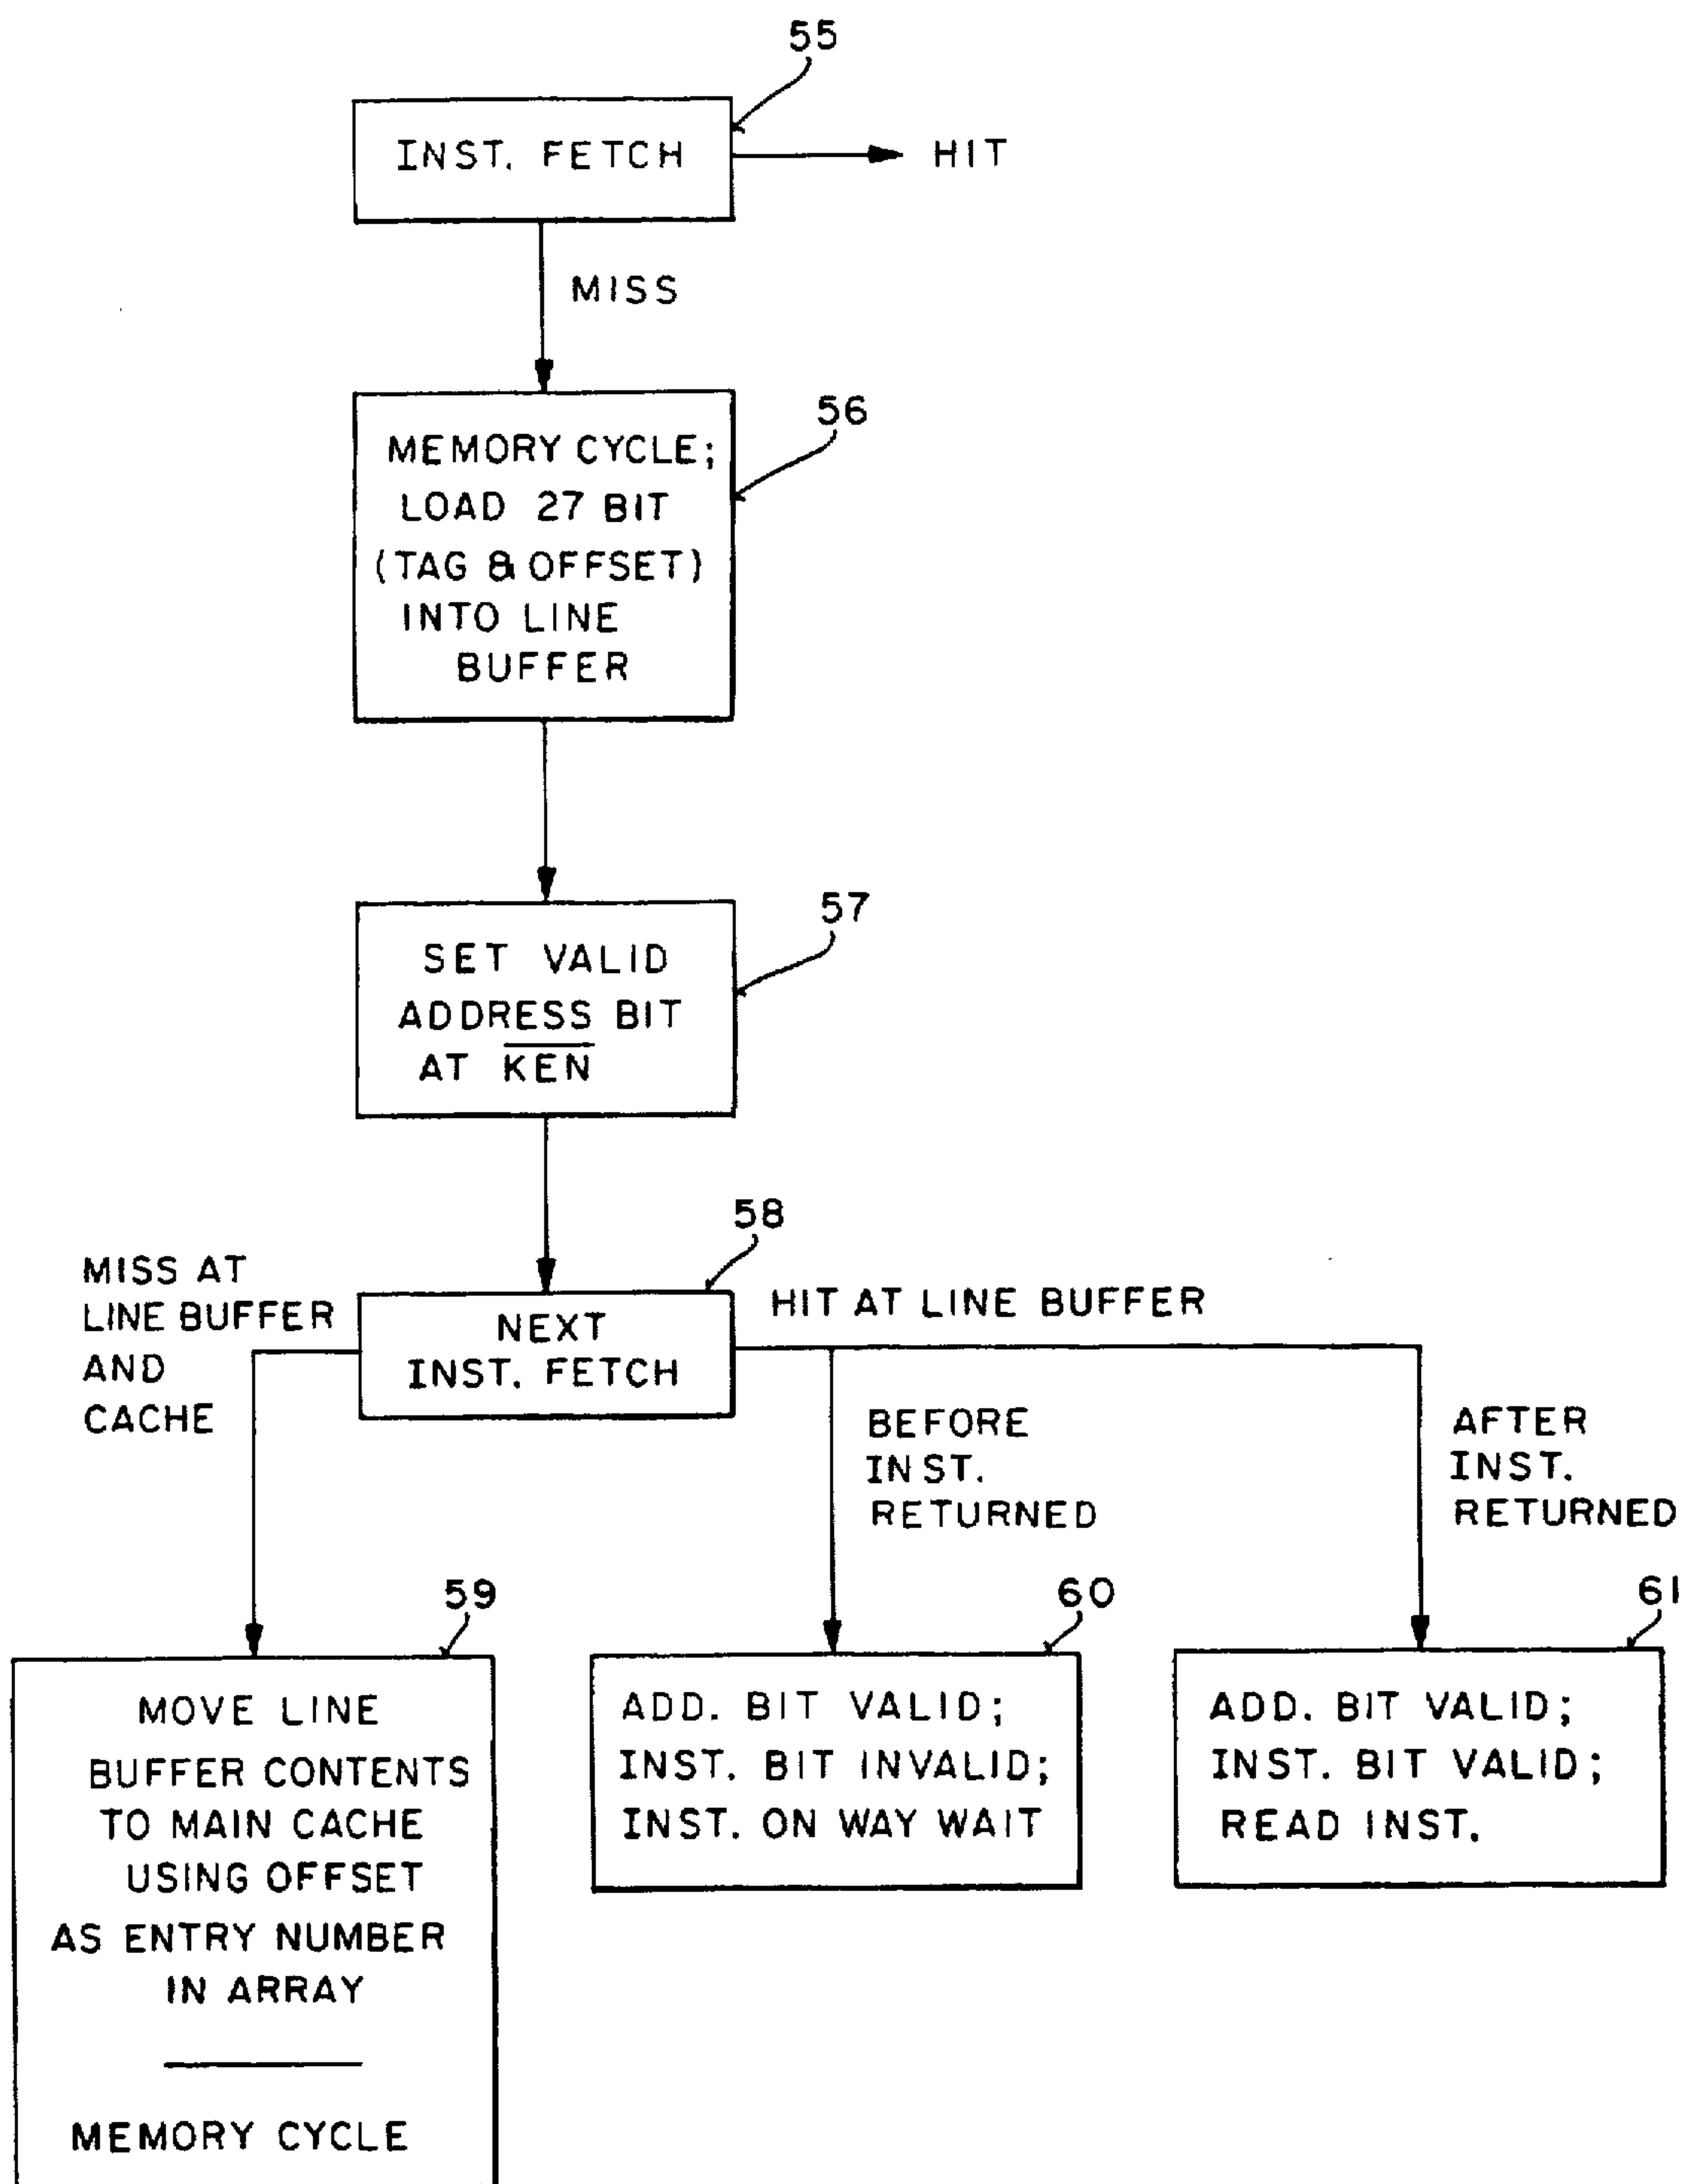 55
INST. FETCH
HIT
MISS
56
MEMORY CYCLE;
LOAD 27 BIT
(TAG & OFFSET)
INTO LINE
BUFFER
57
SET VALID
ADDRESS BIT
AT K̅E̅N̅
58
MISS AT
LINE BUFFER
AND
CACHE
NEXT
INST. FETCH
HIT AT LINE BUFFER
BEFORE
INST.
RETURNED
AFTER
INST.
RETURNED
59
MOVE LINE
BUFFER CONTENTS
TO MAIN CACHE
USING OFFSET
AS ENTRY NUMBER
IN ARRAY
MEMORY CYCLE
60
ADD. BIT VALID;
INST. BIT INVALID;
INST. ON WAY WAIT
61
ADD. BIT VALID;
INST. BIT VALID;
READ INST.